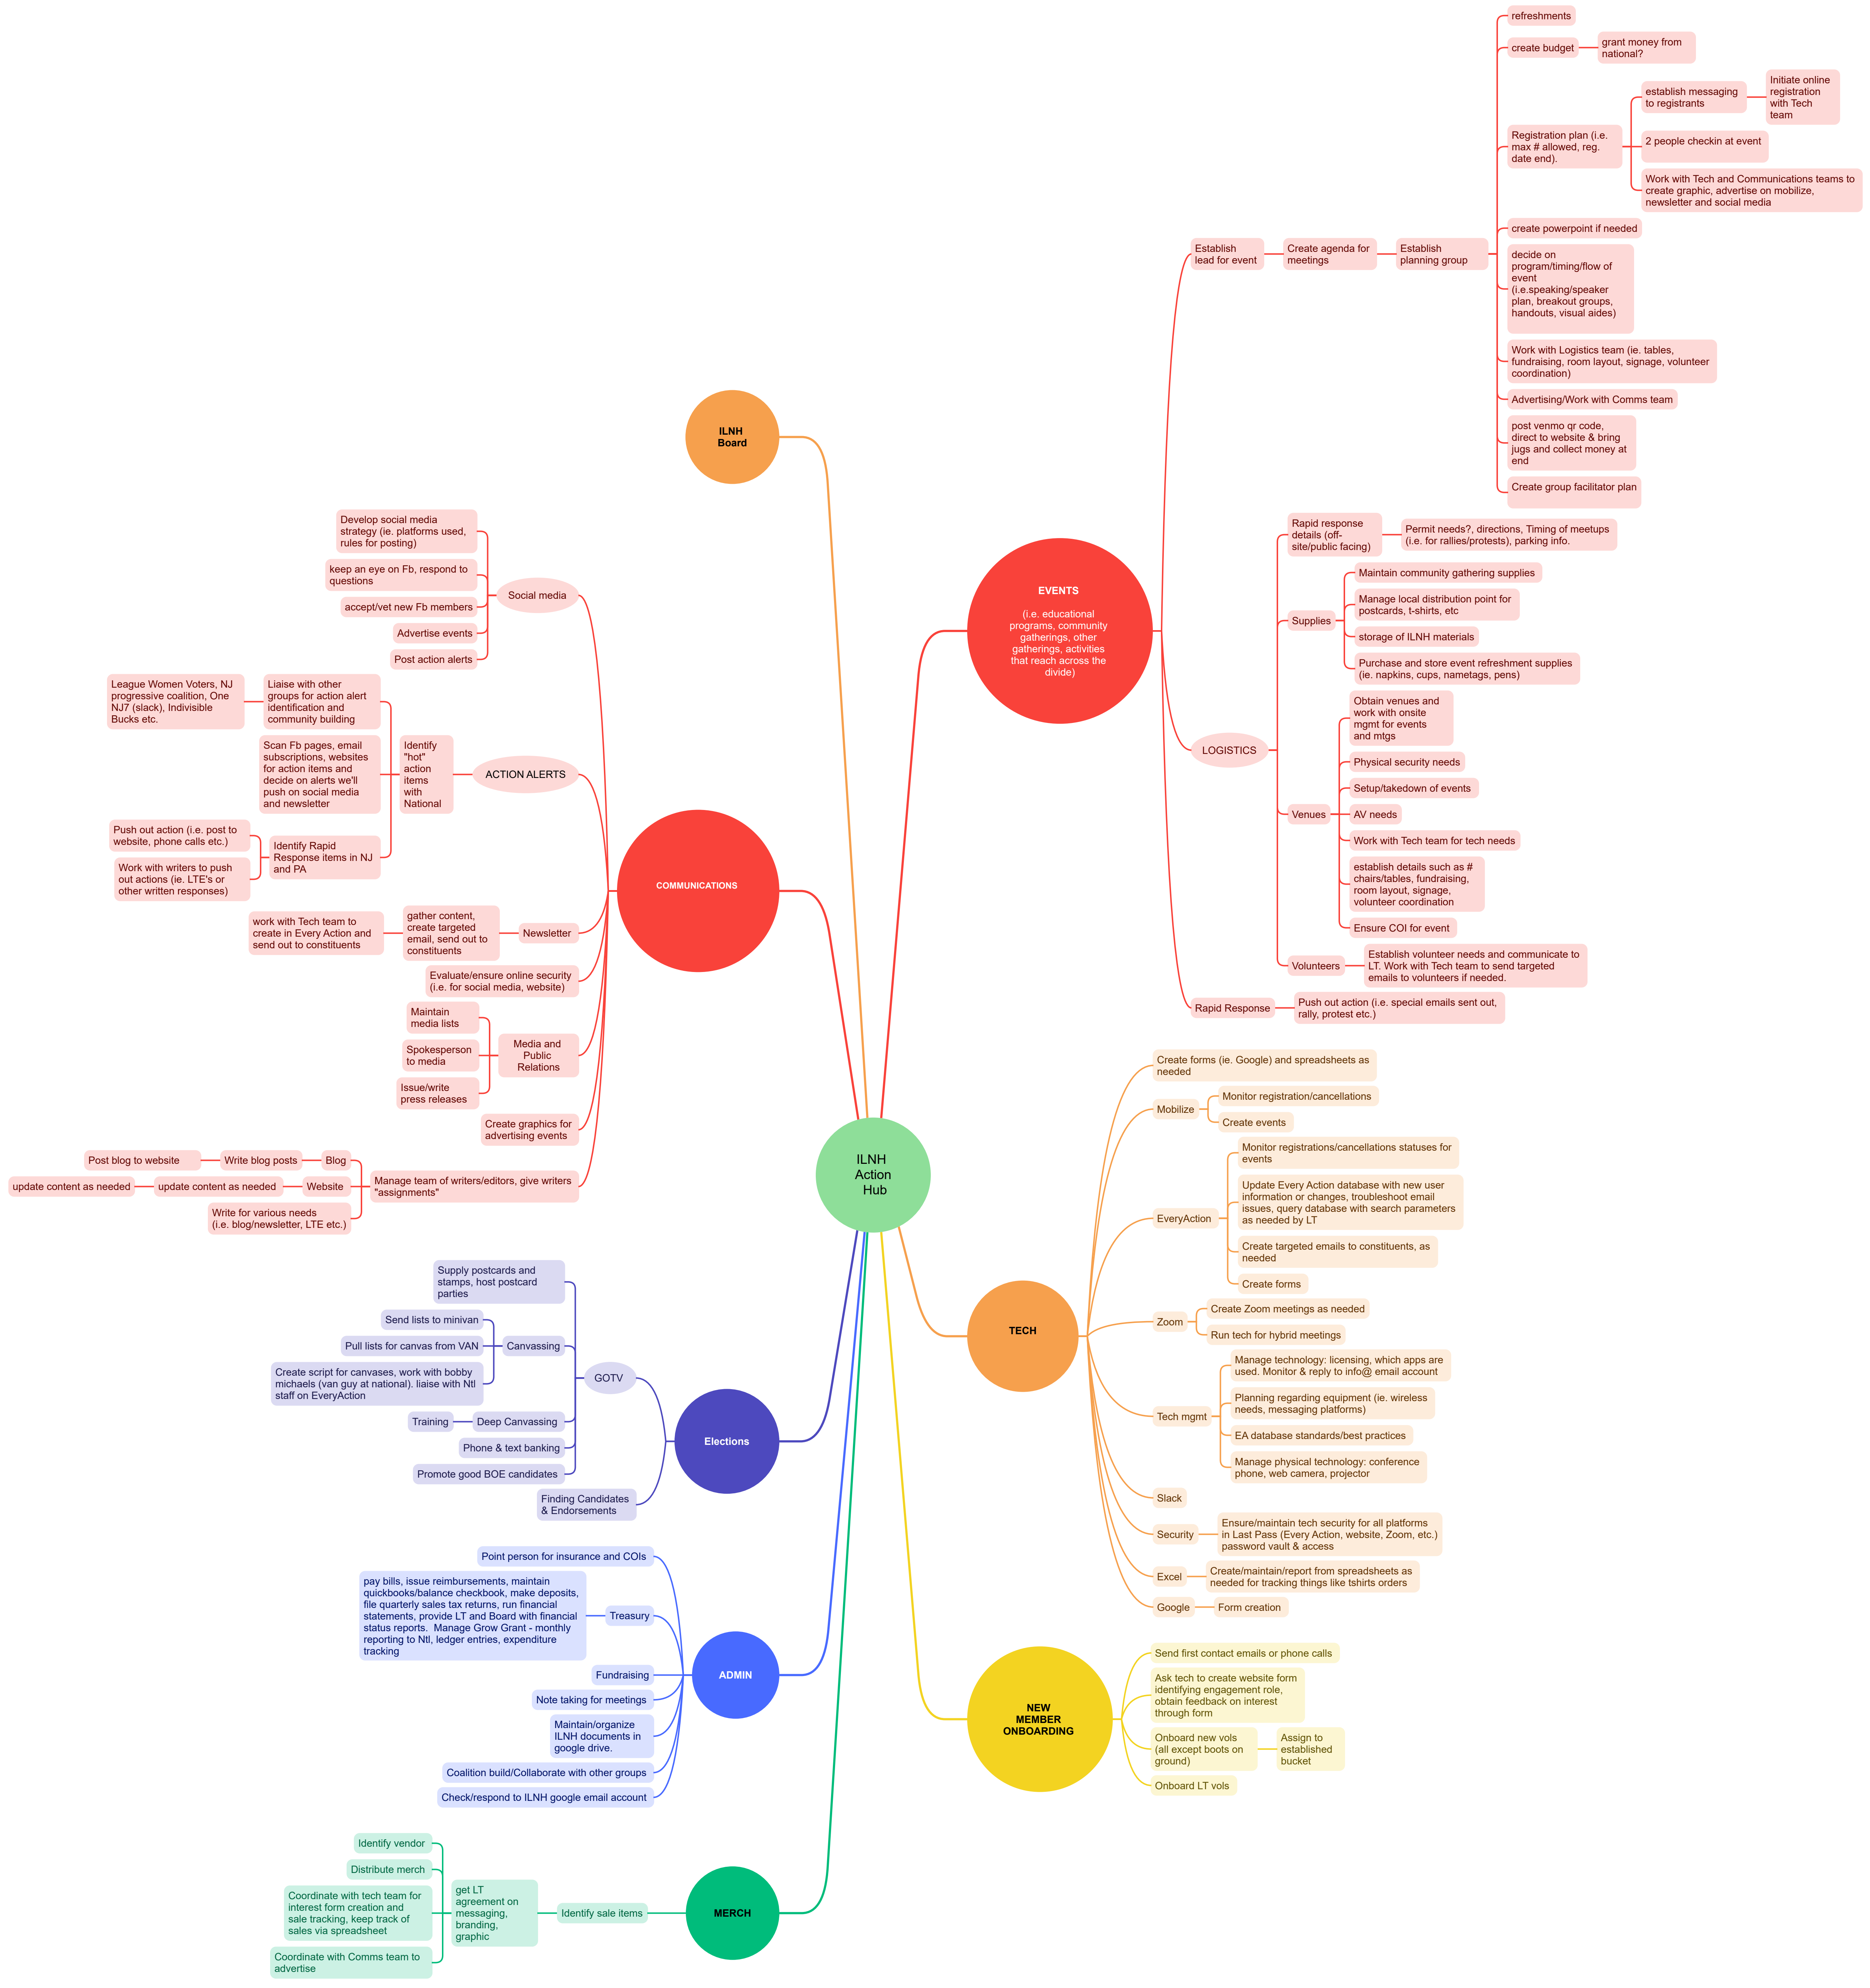 refreshments
create budget
grant money from
national?
establish messaging
to registrants
Initiate online
registration
with Tech
team
Registration plan (i.e.
max # allowed, reg.
date end).
2 people checkin at event
Work with Tech and Communications teams to
create graphic, advertise on mobilize,
newsletter and social media
Establish
lead for event
Create agenda for
meetings
Establish
planning group
create powerpoint if needed
decide on
program/timing/flow of
event
(i.e.speaking/speaker
plan, breakout groups,
handouts, visual aides)
Work with Logistics team (ie. tables,
fundraising, room layout, signage, volunteer
coordination)
Advertising/Work with Comms team
post venmo qr code,
direct to website & bring
jugs and collect money at
end
Create group facilitator plan
ILNH
Board
EVENTS
(i.e. educational
programs, community
gatherings, other
gatherings, activities
that reach across the
divide)
Rapid response
details (off-
site/public facing)
Permit needs?, directions, Timing of meetups
(i.e. for rallies/protests), parking info.
LOGISTICS
Supplies
Maintain community gathering supplies
Manage local distribution point for
postcards, t-shirts, etc
storage of ILNH materials
Purchase and store event refreshment supplies
(ie. napkins, cups, nametags, pens)
Venues
Obtain venues and
work with onsite
mgmt for events
and mtgs
Physical security needs
Setup/takedown of events
AV needs
Work with Tech team for tech needs
establish details such as #
chairs/tables, fundraising,
room layout, signage,
volunteer coordination
Ensure COI for event
Volunteers
Establish volunteer needs and communicate to
LT. Work with Tech team to send targeted
emails to volunteers if needed.
Rapid Response
Push out action (i.e. special emails sent out,
rally, protest etc.)
COMMUNICATIONS
Social media
Develop social media
strategy (ie. platforms used,
rules for posting)
keep an eye on Fb, respond to
questions
accept/vet new Fb members
Advertise events
Post action alerts
ACTION ALERTS
Identify
"hot"
action
items
with
National
Liaise with other
groups for action alert
identification and
community building
League Women Voters, NJ
progressive coalition, One
NJ7 (slack), Indivisible
Bucks etc.
Scan Fb pages, email
subscriptions, websites
for action items and
decide on alerts we'll
push on social media
and newsletter
Identify Rapid
Response items in NJ
and PA
Push out action (i.e. post to
website, phone calls etc.)
Work with writers to push
out actions (ie. LTE's or
other written responses)
Newsletter
gather content,
create targeted
email, send out to
constituents
work with Tech team to
create in Every Action and
send out to constituents
Evaluate/ensure online security
(i.e. for social media, website)
Media and
Public
Relations
Maintain
media lists
Spokesperson
to media
Issue/write
press releases
Create graphics for
advertising events
Manage team of writers/editors, give writers
"assignments"
Blog
Write blog posts
Post blog to website
Website
update content as needed
update content as needed
Write for various needs
(i.e. blog/newsletter, LTE etc.)
ILNH
Action
Hub
TECH
Create forms (ie. Google) and spreadsheets as
needed
Mobilize
Monitor registration/cancellations
Create events
EveryAction
Monitor registrations/cancellations statuses for
events
Update Every Action database with new user
information or changes, troubleshoot email
issues, query database with search parameters
as needed by LT
Create targeted emails to constituents, as
needed
Create forms
Zoom
Create Zoom meetings as needed
Run tech for hybrid meetings
Tech mgmt
Manage technology: licensing, which apps are
used. Monitor & reply to info@ email account
Planning regarding equipment (ie. wireless
needs, messaging platforms)
EA database standards/best practices
Manage physical technology: conference
phone, web camera, projector
Slack
Security
Ensure/maintain tech security for all platforms
in Last Pass (Every Action, website, Zoom, etc.)
password vault & access
Excel
Create/maintain/report from spreadsheets as
needed for tracking things like tshirts orders
Google
Form creation
Elections
GOTV
Supply postcards and
stamps, host postcard
parties
Canvassing
Send lists to minivan
Pull lists for canvas from VAN
Create script for canvases, work with bobby
michaels (van guy at national). liaise with Ntl
staff on EveryAction
Deep Canvassing
Training
Phone & text banking
Promote good BOE candidates
Finding Candidates
& Endorsements
ADMIN
Point person for insurance and COIs
Treasury
pay bills, issue reimbursements, maintain
quickbooks/balance checkbook, make deposits,
file quarterly sales tax returns, run financial
statements, provide LT and Board with financial
status reports.  Manage Grow Grant - monthly
reporting to Ntl, ledger entries, expenditure
tracking
Fundraising
Note taking for meetings
Maintain/organize
ILNH documents in
google drive.
Coalition build/Collaborate with other groups
Check/respond to ILNH google email account
NEW
MEMBER
ONBOARDING
Send first contact emails or phone calls
Ask tech to create website form
identifying engagement role,
obtain feedback on interest
through form
Onboard new vols
(all except boots on
ground)
Assign to
established
bucket
Onboard LT vols
MERCH
Identify sale items
get LT
agreement on
messaging,
branding,
graphic
Identify vendor
Distribute merch
Coordinate with tech team for
interest form creation and
sale tracking, keep track of
sales via spreadsheet
Coordinate with Comms team to
advertise